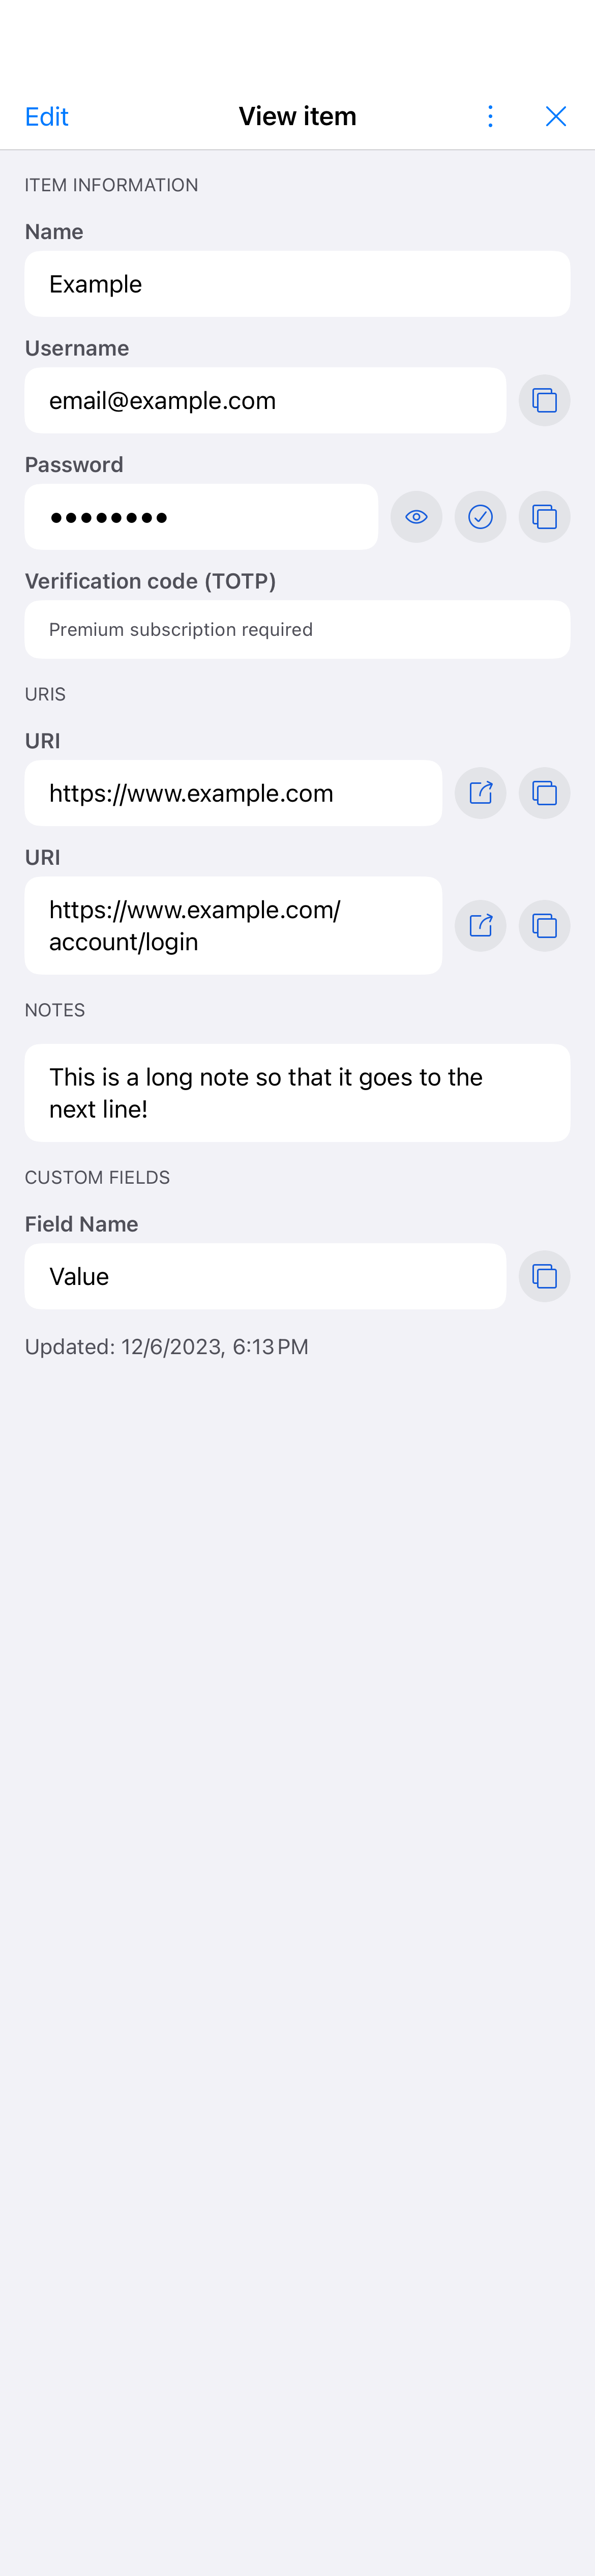 Edit
View item
ITEM INFORMATION
Name
Example
Username
email@example.com
Password
●●●●●●●●
Verification code (TOTP)
Premium subscription required
URIS
URI
https://www.example.com
URI
https://www.example.com/
account/login
NOTES
This is a long note so that it goes to the
next line!
CUSTOM FIELDS
Field Name
Value
Updated: 12/6/2023, 6:13 PM